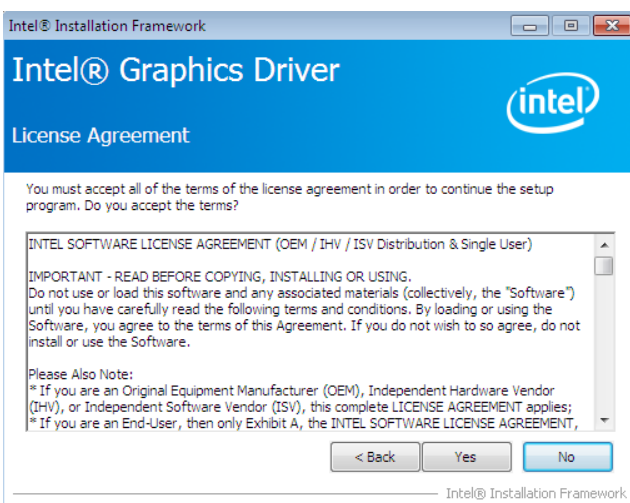 Intel® Installation Framework
Intel® Graphics Driver
intel
License Agreement
You must accept all of the terms of the license agreement in order to continue the setup
program. Do you accept the terms?
INTEL SOFTWARE LICENSE AGREEMENT (OEM / IHV / ISV Distribution & Single User)
IMPORTANT - READ BEFORE COPYING, INSTALLING OR USING.
Do not use or load this software and any associated materials (collectively, the "Software")
until you have carefully read the following terms and conditions. By loading or using the
Software, you agree to the terms of this Agreement. If you do not wish to so agree, do not
install or use the Software.
Please Also Note:
* If you are an Original Equipment Manufacturer (OEM), Independent Hardware Vendor
(IHV), or Independent Software Vendor (ISV), this complete LICENSE AGREEMENT applies;
* If you are an End-User, then only Exhibit A, the INTEL SOFTWARE LICENSE AGREEMENT,
< Back Yes No
Intel® Installation Framework